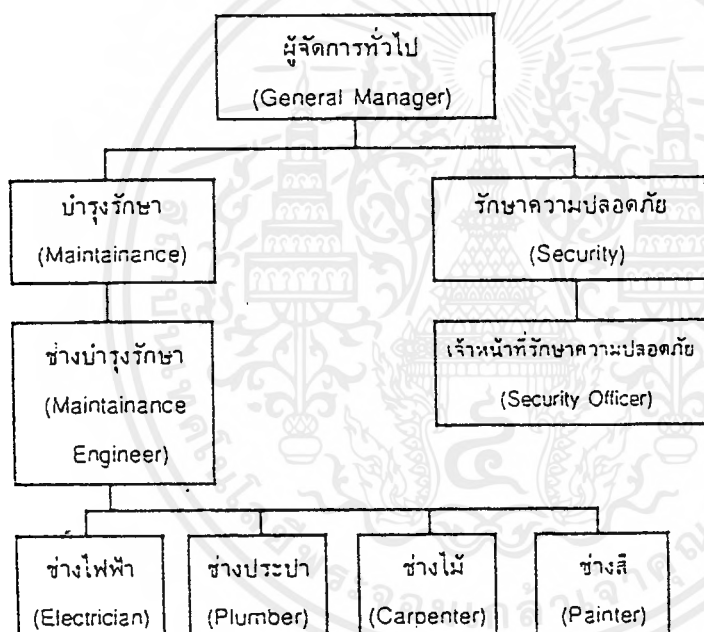 ผู้จัดการทั่วไป
(General Manager)
บำรุงรักษา
(Maintainance)
รักษาความปลอดภัย
(Security)
ช่างบำรุงรักษา
(Maintainance
Engineer)
เจ้าหน้าที่รักษาความปลอดภัย
(Security Officer)
ช่างไฟฟ้า
(Electrician)
ช่างประปา
(Plumber)
ช่างไม้
(Carpenter)
ช่างสี
(Painter)